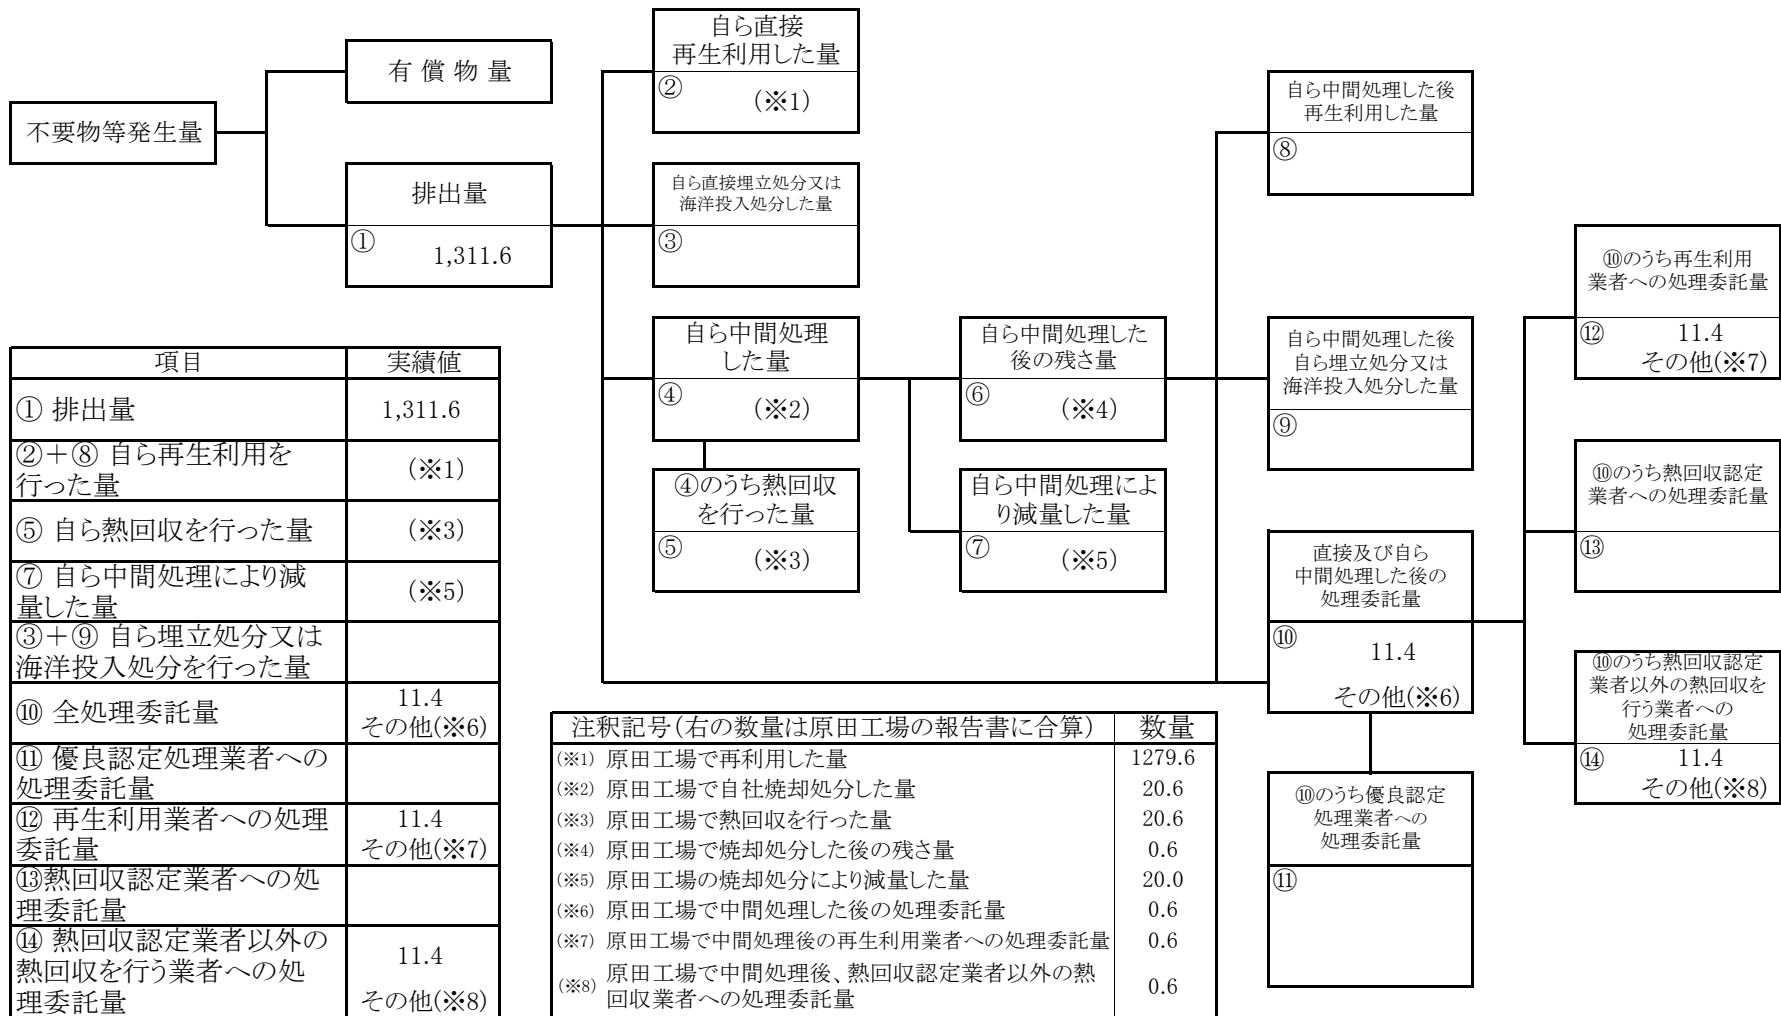 不要物等発生量
有 償 物 量
排出量
①
1,311.6
自ら直接
再生利用した量
②
(※1)
自ら直接埋立処分又は
海洋投入処分した量
③
自ら中間処理
した量
④
(※2)
④のうち熱回収
を行った量
⑤
(※3)
自ら中間処理した
後の残さ量
⑥
(※4)
自ら中間処理によ
り減量した量
⑦
(※5)
自ら中間処理した後
再生利用した量
⑧
自ら中間処理した後
自ら埋立処分又は
海洋投入処分した量
⑨
直接及び自ら
中間処理した後の
処理委託量
⑩
11.4
その他(※6)
⑩のうち優良認定
処理業者への
処理委託量
⑪
⑩のうち再生利用
業者への処理委託量
⑫
11.4
その他(※7)
⑩のうち熱回収認定
業者への処理委託量
⑬
⑩のうち熱回収認定
業者以外の熱回収を
行う業者への
処理委託量
⑭
11.4
その他(※8)
項目 実績値
① 排出量 1,311.6
②+⑧ 自ら再生利用を
行った量
(※1)
⑤ 自ら熱回収を行った量 (※3)
⑦ 自ら中間処理により減
量した量
(※5)
③+⑨ 自ら埋立処分又は
海洋投入処分を行った量
⑩ 全処理委託量
11.4
その他(※6)
⑪ 優良認定処理業者への
処理委託量
⑫ 再生利用業者への処理
委託量
11.4
その他(※7)
⑬熱回収認定業者への処
理委託量
⑭ 熱回収認定業者以外の
熱回収を行う業者への処
理委託量
11.4
その他(※8)
注釈記号(右の数量は原田工場の報告書に合算) 数量
(※1) 原田工場で再利用した量 1279.6
(※2) 原田工場で自社焼却処分した量 20.6
(※3) 原田工場で熱回収を行った量 20.6
(※4) 原田工場で焼却処分した後の残さ量 0.6
(※5) 原田工場の焼却処分により減量した量 20.0
(※6) 原田工場で中間処理した後の処理委託量 0.6
(※7) 原田工場で中間処理後の再生利用業者への処理委託量 0.6
(※8) 原田工場で中間処理後、熱回収認定業者以外の熱
回収業者への処理委託量 0.6